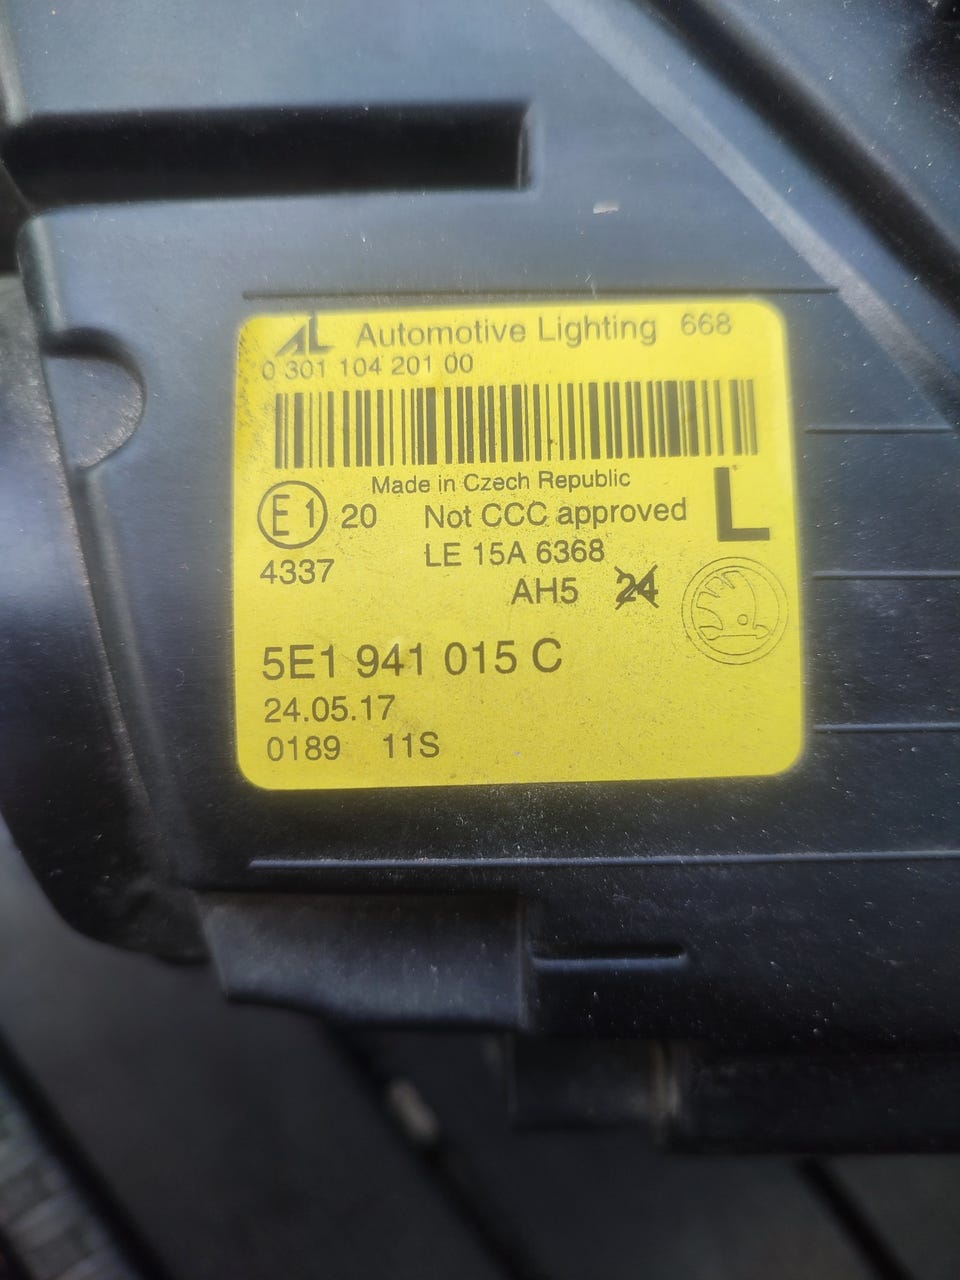 AL Automotive Lighting 668
0 301 104 201 00
Made in Czech Republic
L
E1 20 Not CCC approved
4337 LE 15A 6368
AH5 24
5E1 941 015 C
24.05.17
0189 11S